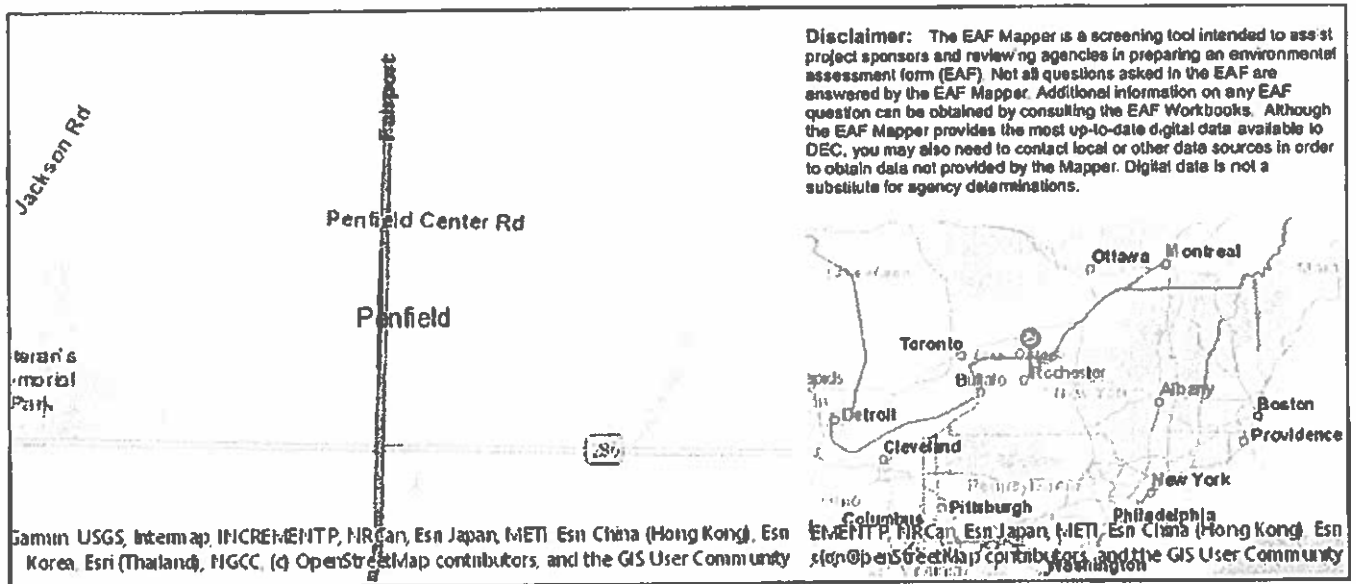 Disclaimer: The EAF Mapper is a screening tool intended to assist
project sponsors and reviewing agencies in preparing an environmental
assessment form (EAF). Not all questions asked in the EAF are
answered by the EAF Mapper. Additional information on any EAF
question can be obtained by consulting the EAF Workbooks. Although
the EAF Mapper provides the most up-to-date digital data available to
DEC, you may also need to contact local or other data sources in order
to obtain data not provided by the Mapper. Digital data is not a
substitute for agency determinations.
Jackson Rd
Penfield Center Rd
Penfield
teran's
morial
Park
286
Ottawa
Montreal
Toronto
Rochester
Buffalo
Albany
Detroit
Boston
Providence
Cleveland
New York
Pittsburgh
Columbus
Philadelphia
Washington
Garmin USGS, Intermap INCREMENT P, NRCan, Esri Japan, METI Esri China (Hong Kong), Esri
Korea, Esri (Thailand), NGCC, (c) OpenStreetMap contributors, and the GIS User Community
EMENT P, NRCan, Esri Japan, METI, Esri China (Hong Kong), Esri
OpenStreetMap contributors, and the GIS User Community